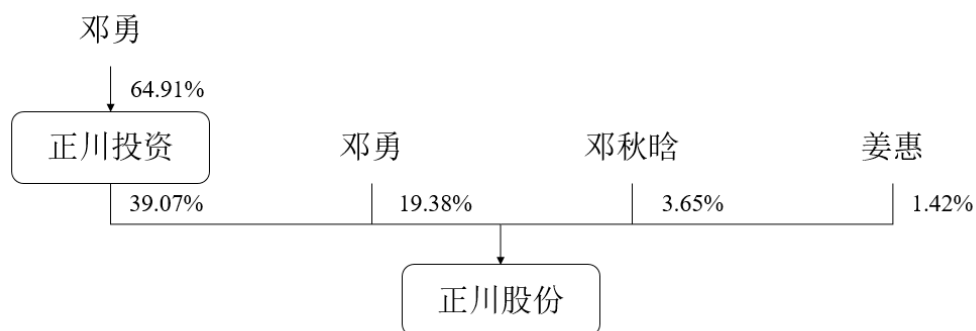 邓勇
64.91%
正川投资
邓勇
邓秋晗
姜惠
39.07%
19.38%
3.65%
1.42%
正川股份